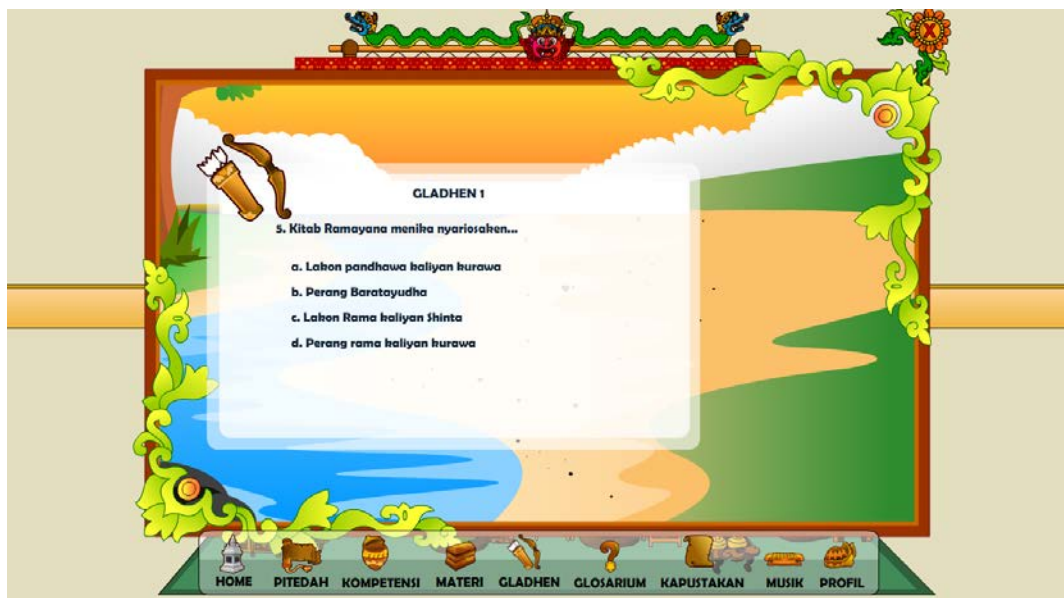 X
GLADHEN 1
5. Kitab Ramayana menika nyariosaken...
a. Lakon pandhawa kaliyan kurawa
b. Perang Baratayudha
c. Lakon Rama kaliyan Shinta
d. Perang rama kaliyan kurawa
HOME PITEDAH KOMPETENSI MATERI GLADHEN GLOSARIUM KAPUSTAKAN MUSIK PROFIL